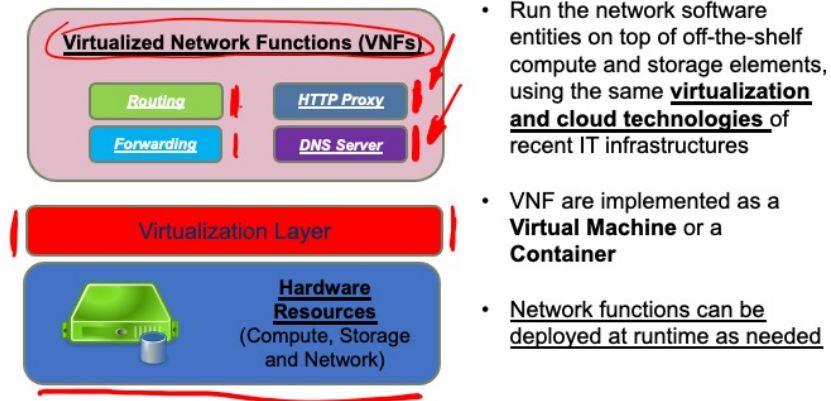 Virtualized Network Functions (VNFs)
Routing
HTTP Proxy
Forwarding
DNS Server
Virtualization Layer
Hardware
Resources
(Compute, Storage
and Network)
• Run the network software
entities on top of off-the-shelf
compute and storage elements,
using the same virtualization
and cloud technologies of
recent IT infrastructures
• VNF are implemented as a
Virtual Machine or a
Container
• Network functions can be
deployed at runtime as needed